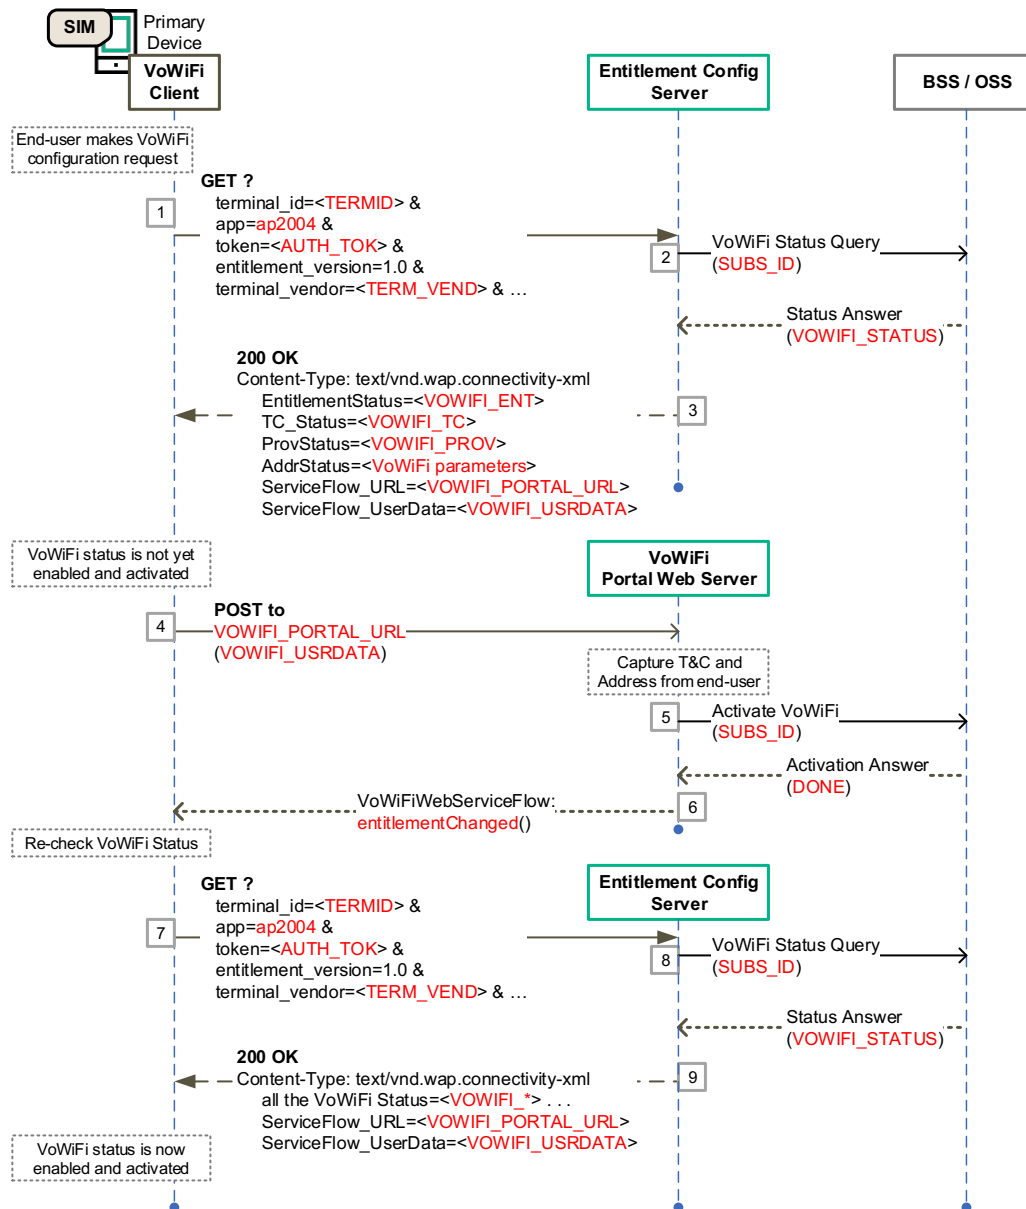 SIM
Primary
Device
VoWiFi
Client
Entitlement Config
Server
BSS / OSS
End-user makes VoWiFi
configuration request
GET ?
1
terminal_id=<TERMID> &
app=ap2004 &
token=<AUTH_TOK> &
entitlement_version=1.0 &
terminal_vendor=<TERM_VEND> & …
2
VoWiFi Status Query
(SUBS_ID)
Status Answer
(VOWIFI_STATUS)
200 OK
Content-Type: text/vnd.wap.connectivity-xml
EntitlementStatus=<VOWIFI_ENT>
TC_Status=<VOWIFI_TC>
ProvStatus=<VOWIFI_PROV>
AddrStatus=<VoWiFi parameters>
ServiceFlow_URL=<VOWIFI_PORTAL_URL>
ServiceFlow_UserData=<VOWIFI_USRDATA>
3
VoWiFi status is not yet
enabled and activated
VoWiFi
Portal Web Server
4
POST to
VOWIFI_PORTAL_URL
(VOWIFI_USRDATA)
Capture T&C and
Address from end-user
5
Activate VoWiFi
(SUBS_ID)
Activation Answer
(DONE)
VoWiFiWebServiceFlow:
entitlementChanged()
6
Re-check VoWiFi Status
Entitlement Config
Server
GET ?
7
terminal_id=<TERMID> &
app=ap2004 &
token=<AUTH_TOK> &
entitlement_version=1.0 &
terminal_vendor=<TERM_VEND> & …
8
VoWiFi Status Query
(SUBS_ID)
Status Answer
(VOWIFI_STATUS)
200 OK
Content-Type: text/vnd.wap.connectivity-xml
all the VoWiFi Status=<VOWIFI_*> . . .
ServiceFlow_URL=<VOWIFI_PORTAL_URL>
ServiceFlow_UserData=<VOWIFI_USRDATA>
9
VoWiFi status is now
enabled and activated